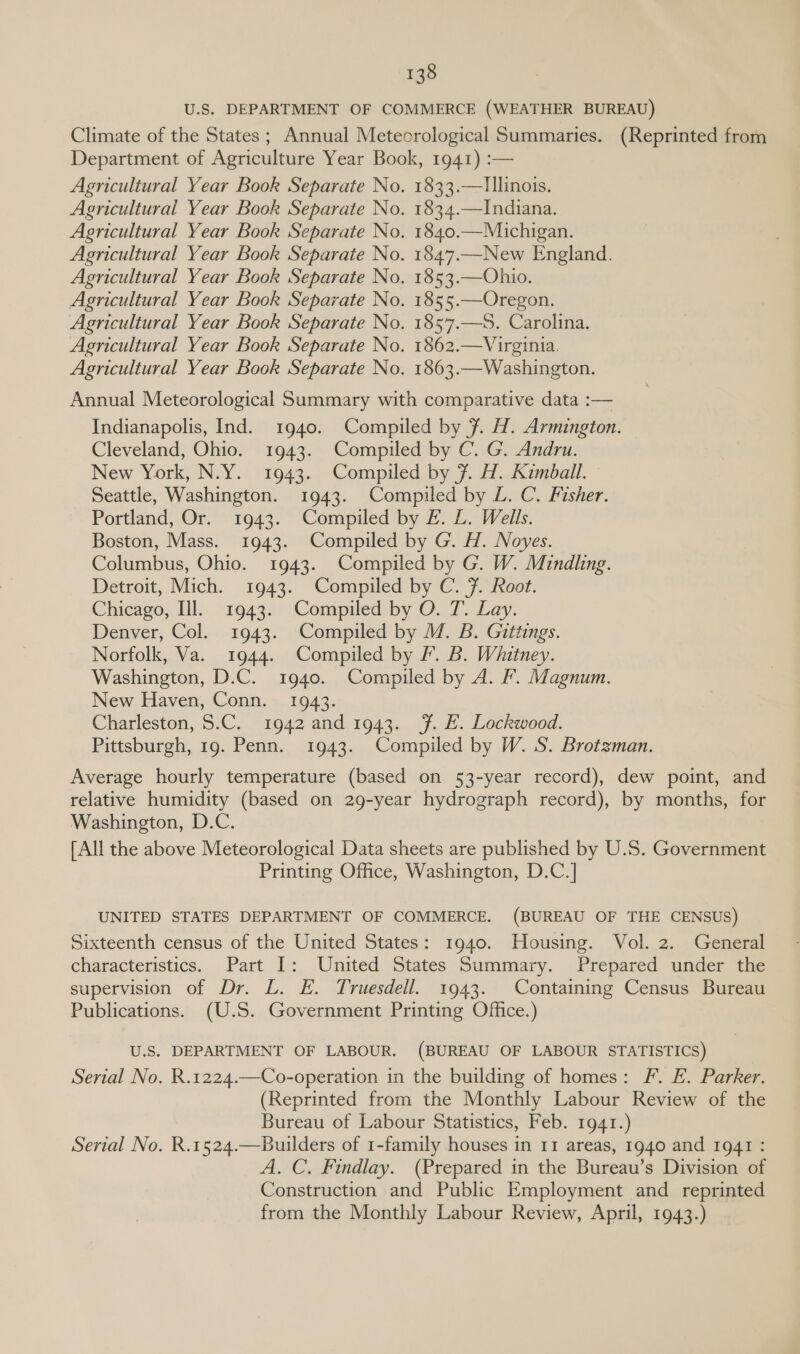 138
U.S. DEPARTMENT OF COMMERCE (WEATHER BUREAU)
Climate of the States; Annual Meteorological Summaries. (Reprinted from
Department of Agriculture Year Book, 1941) :—
Agricultural Year Book Separate No. 1833.—Illinois.
Agricultural Year Book Separate No. 1834.—Indiana.
Agricultural Year Book Separate No. 1840.—Michigan.
Agricultural Year Book Separate No. 1847.—New England.
Agricultural Year Book Separate No. 1853.—Ohio.
Agricultural Year Book Separate No. 1855.—Oregon.
Agricultural Year Book Separate No. 1857.—S. Carolina.
Agricultural Year Book Separate No. 1862.—Virginia.
Agricultural Year Book Separate No. 1863.—Washington.
Annual Meteorological Summary with comparative data :—
Indianapolis, Ind. 1940. Compiled by J. H. Armington.
Cleveland, Ohio. 1943. Compiled by C. G. Andru.
New York, N.Y. 1943. Compiled by J. H. Kimball.
Seattle, Washington. 1943. Compiled by L. C. Fisher.
Portland, Or. 1943. Compiled by E. L. Wells.
Boston, Mass. 1943. Compiled by G. H. Noyes.
Columbus, Ohio. 1943. Compiled by G. W. Mindling.
Detroit, Mich. 1943. Compiled by C. J. Root.
Chicago, Ill. 1943. Compiled by O. T. Lay.
Denver, Col. 1943. Compiled by M. B. Gittings.
Norfolk, Va. 1944. Compiled by F. B. Whitney.
Washington, D.C. 1940. Compiled by A. F. Magnum.
New Haven, Conn. 1943.
Charleston, S.C. 1942 and 1943. J. E. Lockwood.
Pittsburgh, 19. Penn. 1943. Compiled by W. S. Brotzman.
Average hourly temperature (based on 53-year record), dew point, and
relative humidity (based on 29-year hydrograph record), by months, for
Washington, D.C.
[All the above Meteorological Data sheets are published by U.S. Government
Printing Office, Washington, D.C.]
UNITED STATES DEPARTMENT OF COMMERCE. (BUREAU OF THE CENSUS)
Sixteenth census of the United States: 1940. Housing. Vol. 2. General
characteristics. Part I: United States Summary. Prepared under the
supervision of Dr. L. E. Truesdell. 1943. Containing Census Bureau
Publications. (U.S. Government Printing Office.)
U.S. DEPARTMENT OF LABOUR. (BUREAU OF LABOUR STATISTICS)
Serial No. R.1224.—Co-operation in the building of homes: F. E. Parker.
(Reprinted from the Monthly Labour Review of the
Bureau of Labour Statistics, Feb. 1941.)
Serial No. R.1524.—Builders of 1-family houses in 11 areas, 1940 and 1941 :
A. C. Findlay. (Prepared in the Bureau's Division of
Construction and Public Employment and reprinted
from the Monthly Labour Review, April, 1943.)